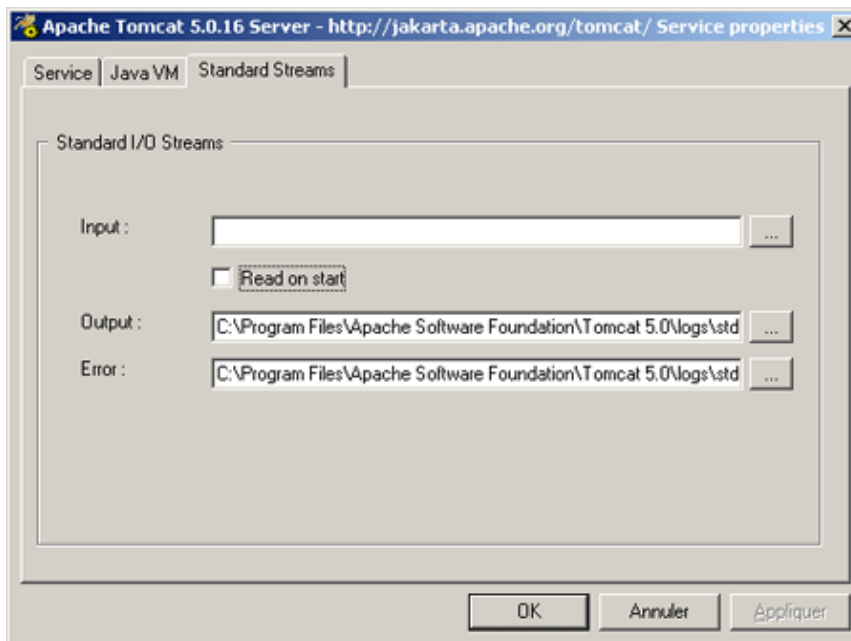 Apache Tomcat 5.0.16 Server - http://jakarta.apache.org/tomcat/ Service properties
Service Java VM Standard Streams
Standard I/O Streams
Input :
...
Read on start
Output : C:\Program Files\Apache Software Foundation\Tomcat 5.0\logs\std ...
Error : C:\Program Files\Apache Software Foundation\Tomcat 5.0\logs\std ...
OK Annuler Appliquer